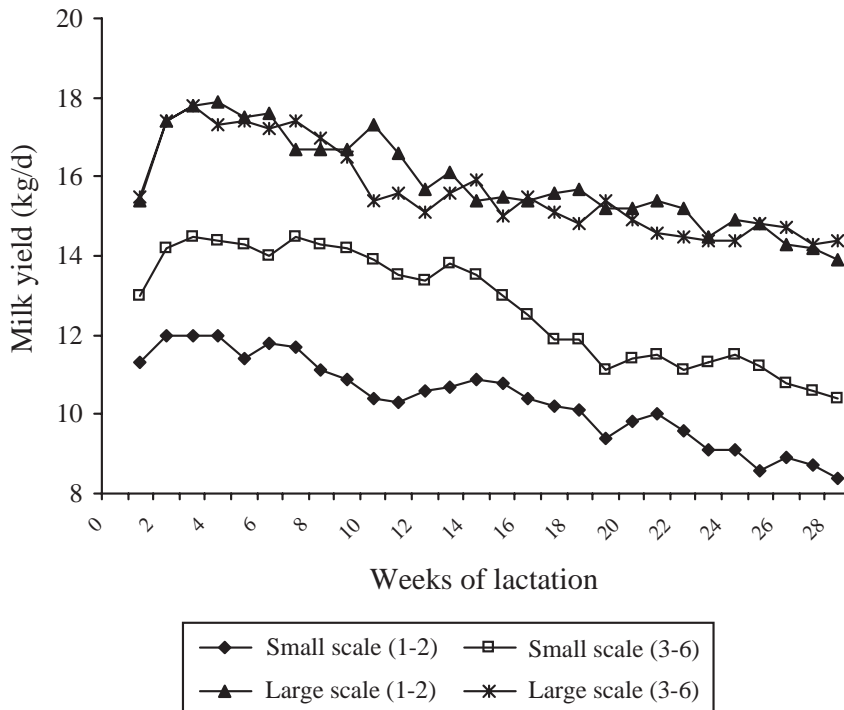 20
18
16
14
12
10
8
Milk yield (kg/d)
0 2 4 6 8 10 12 14 16 18 20 22 24 26 28
Weeks of lactation
Small scale (1-2) Small scale (3-6)
Large scale (1-2) Large scale (3-6)